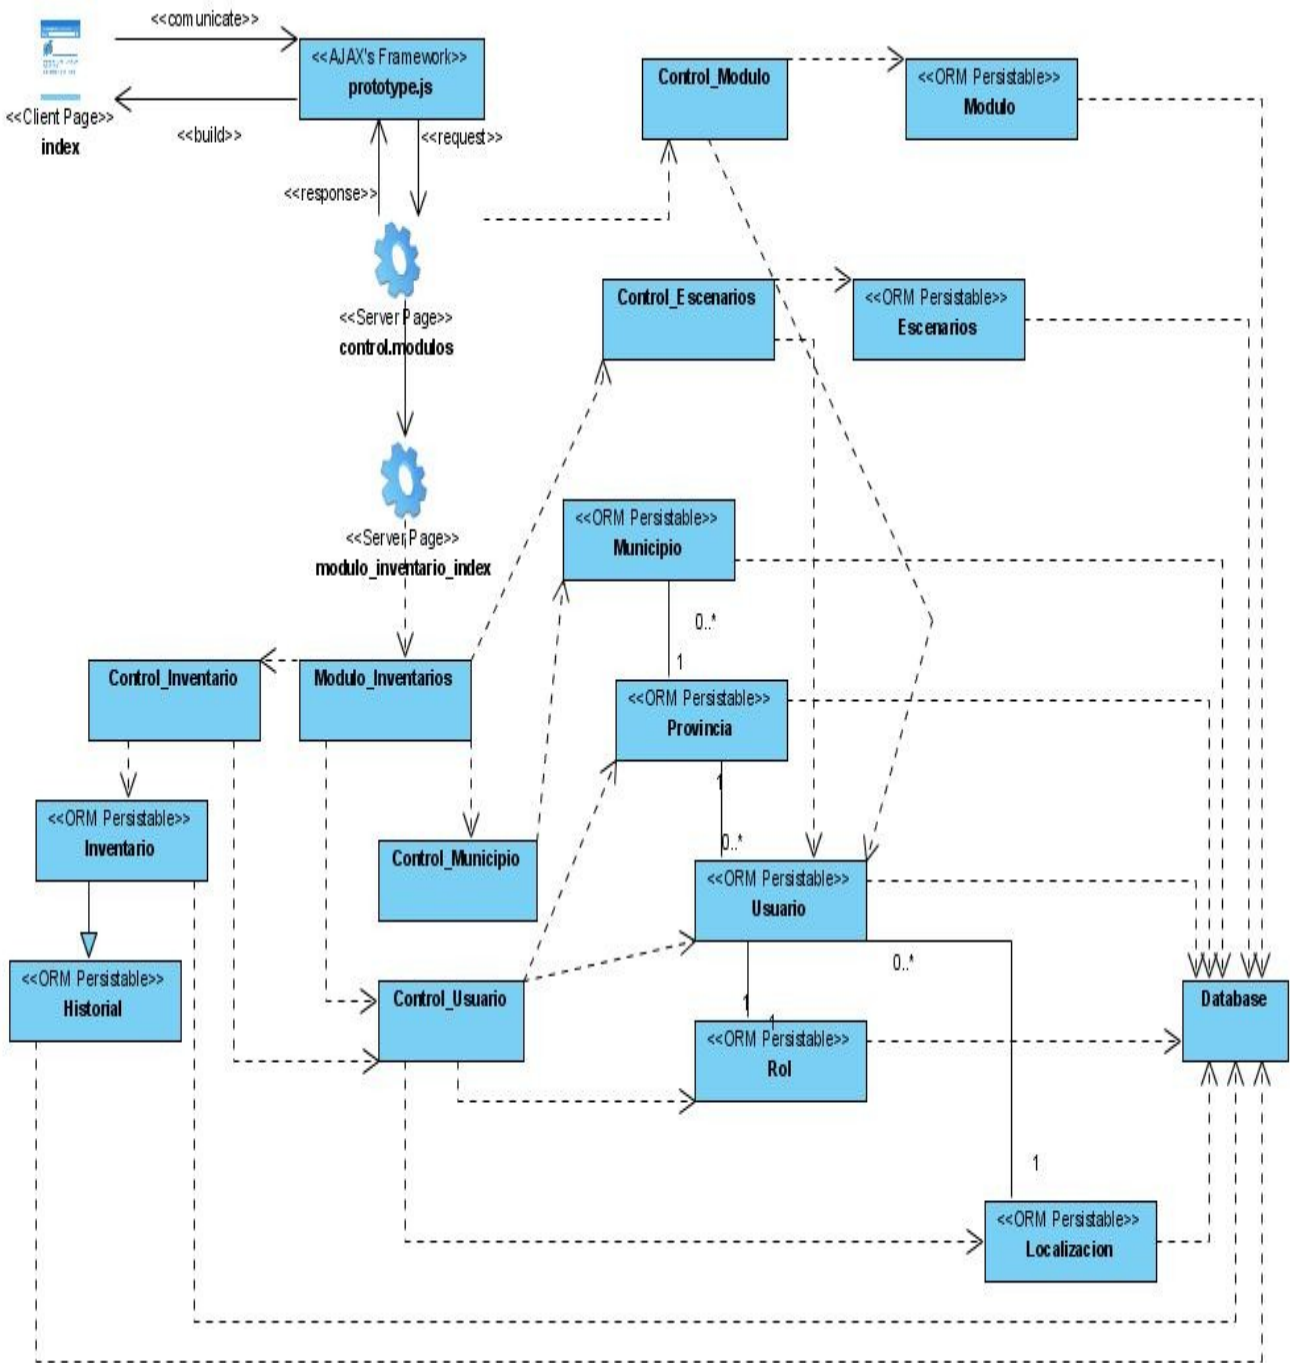 <<comunicate>>
<<AJAX's Framework>>
prototype.js
<<Client Page>>
index
<<build>>
<<request>>
<<response>>
Control_Modulo
<<ORM Persistable>>
Modulo
<<Server Page>>
control.modulos
Control_Escenarios
<<ORM Persistable>>
Escenarios
<<Server Page>>
modulo_inventario_index
<<ORM Persistable>>
Municipio
0..*
1
Control_Inventario
Modulo_Inventarios
<<ORM Persistable>>
Provincia
1
0..*
<<ORM Persistable>>
Inventario
Control_Municipio
<<ORM Persistable>>
Usuario
0..*
1
1
<<ORM Persistable>>
Historial
Control_Usuario
<<ORM Persistable>>
Rol
Database
1
<<ORM Persistable>>
Localizacion